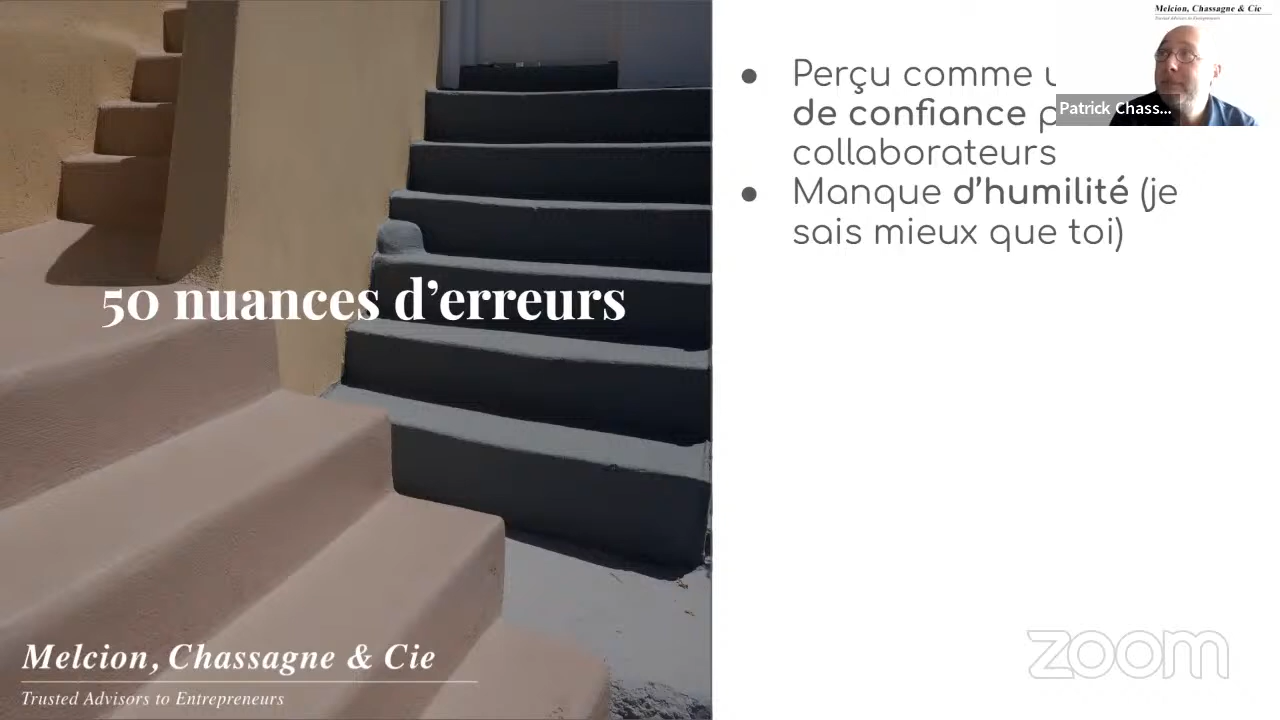 50 nuances d'erreurs
Melcion, Chassagne & Cie
Trusted Advisors to Entrepreneurs
● Perçu comme
de confiance
collaborateurs
● Manque d'humilité (je
sais mieux que toi)
Melcion, Chassagne & Cie
Trusted Advisors to Entrepreneurs
Patrick Chass...
zoom